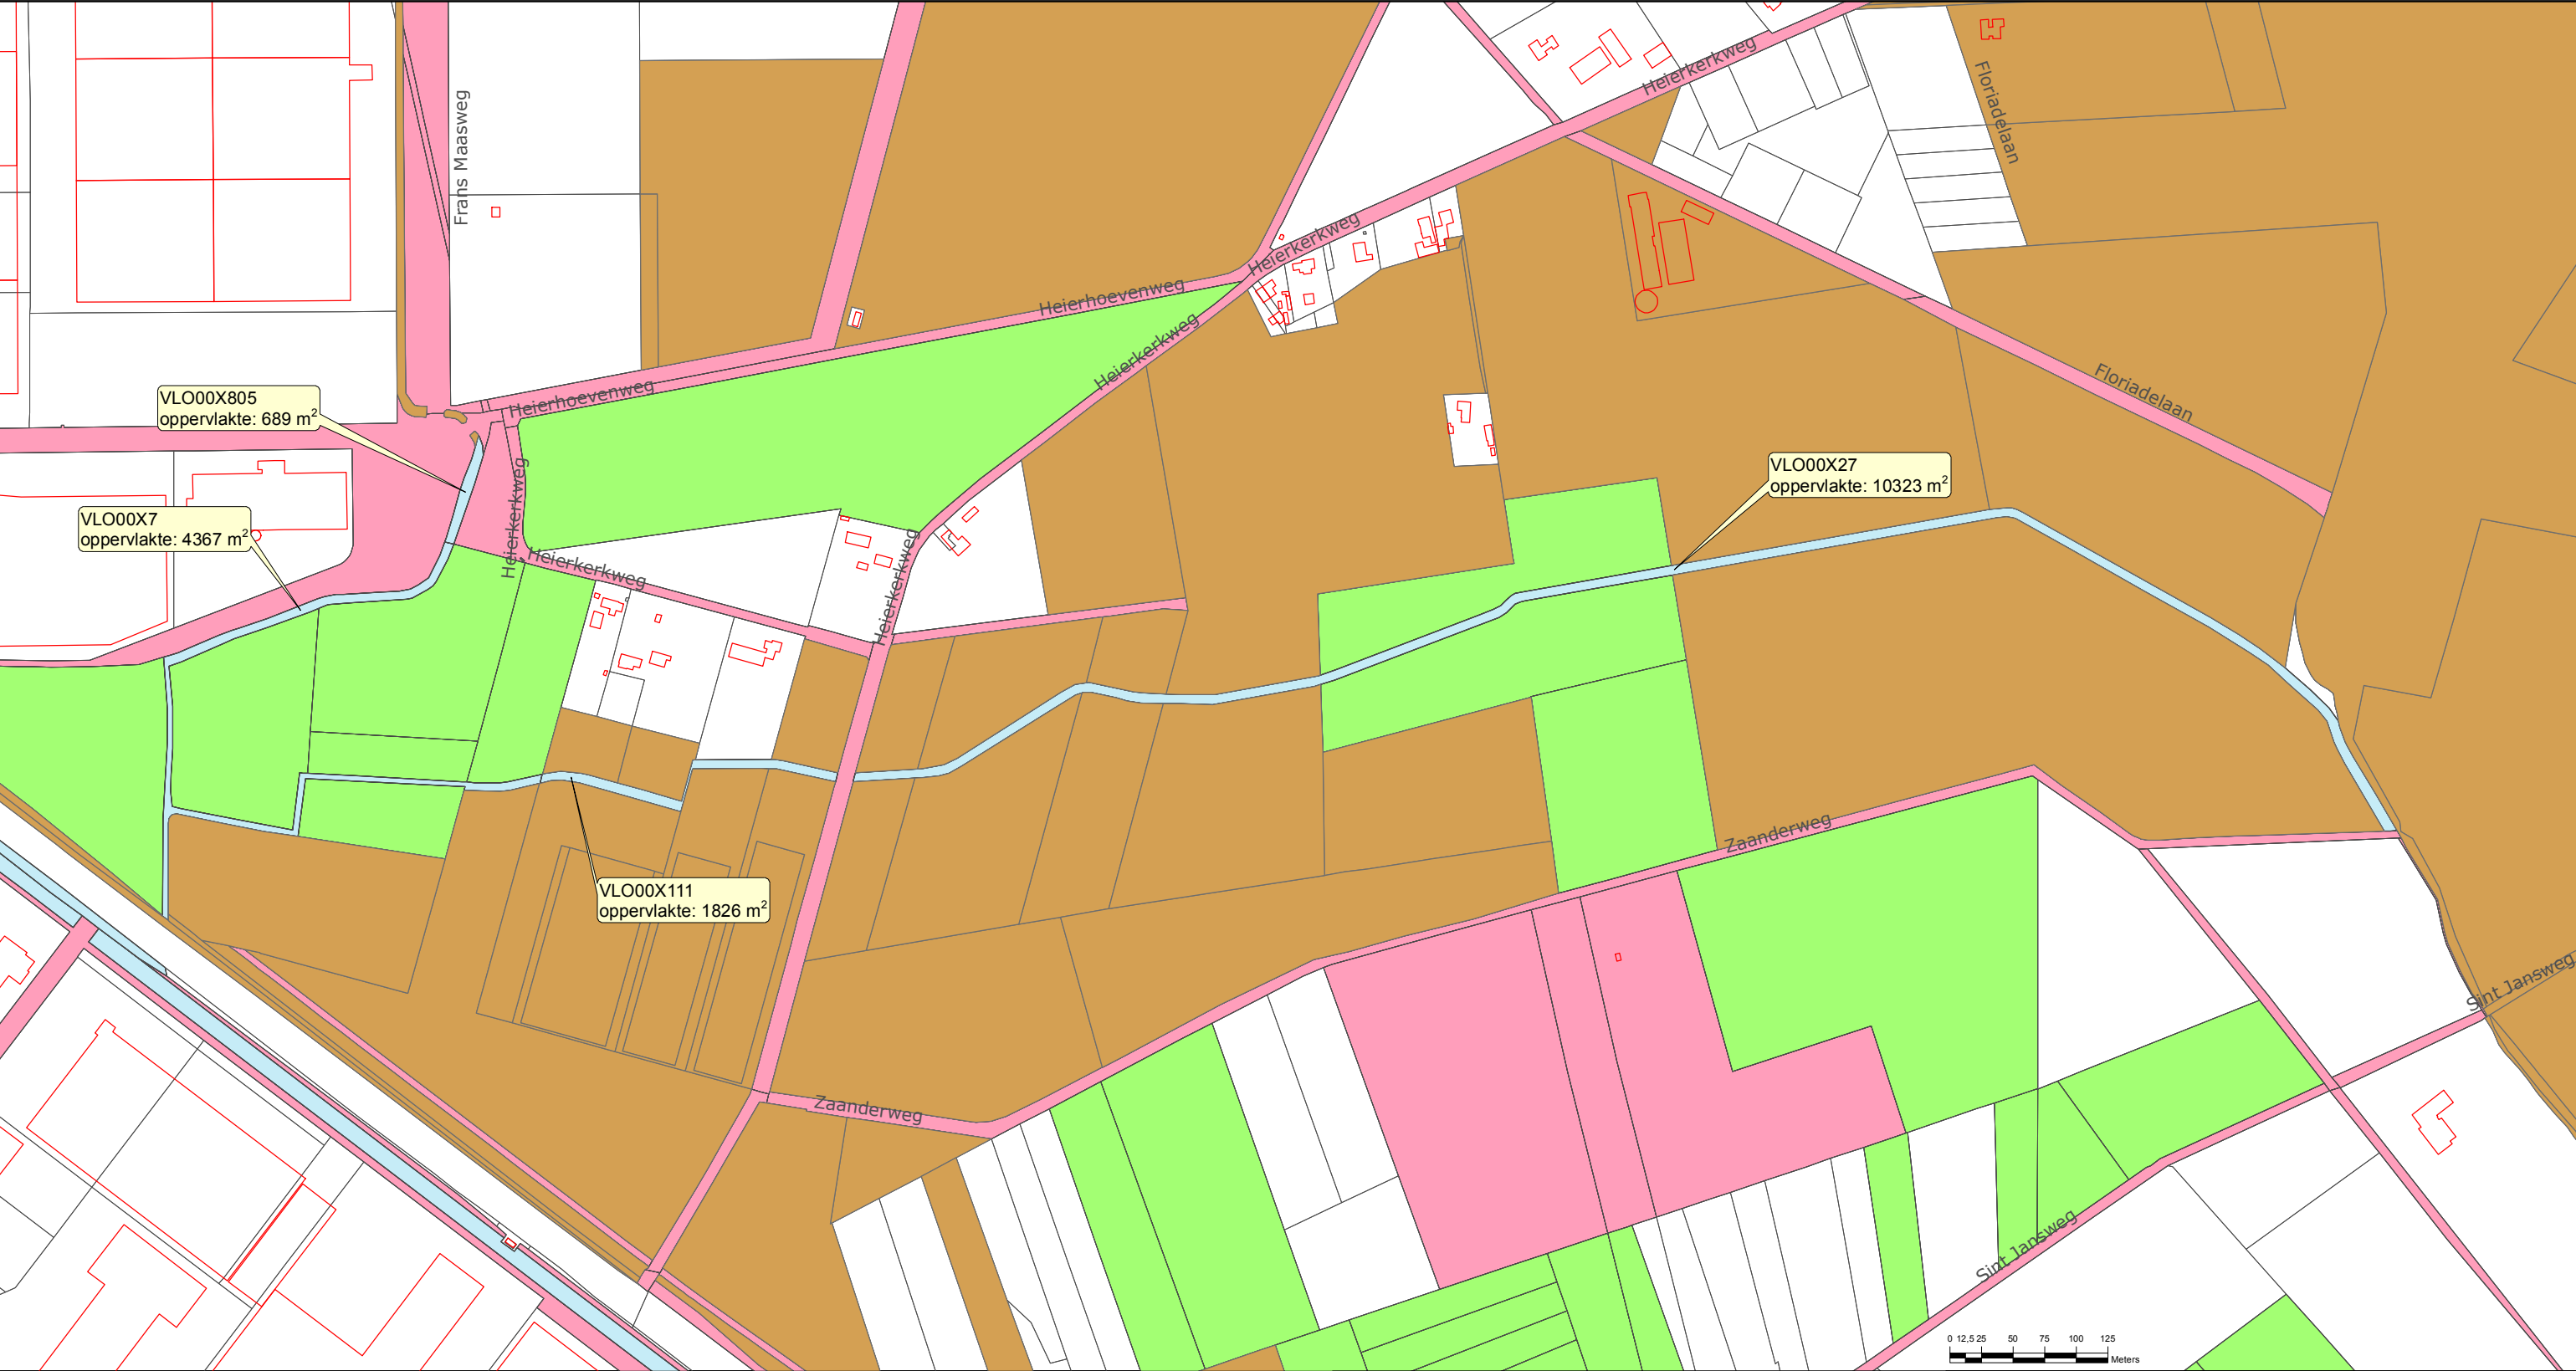 Heierkerkweg
Floriadelaan
Frans Maasweg
Heierkerkweg
Heierhoevenweg
Heierkerkweg
Floriadelaan
Heierhoevenweg
VLO00X805
oppervlakte: 689 m²
VLO00X27
oppervlakte: 10323 m²
Heierkerkweg
VLO00X7
oppervlakte: 4367 m²
Heierkerkweg
Heierkerkweg
Zaanderweg
VLO00X111
oppervlakte: 1826 m²
Sint Jansweg
Zaanderweg
Sint Jansweg
0 12,5 25 50 75 100 125
Meters